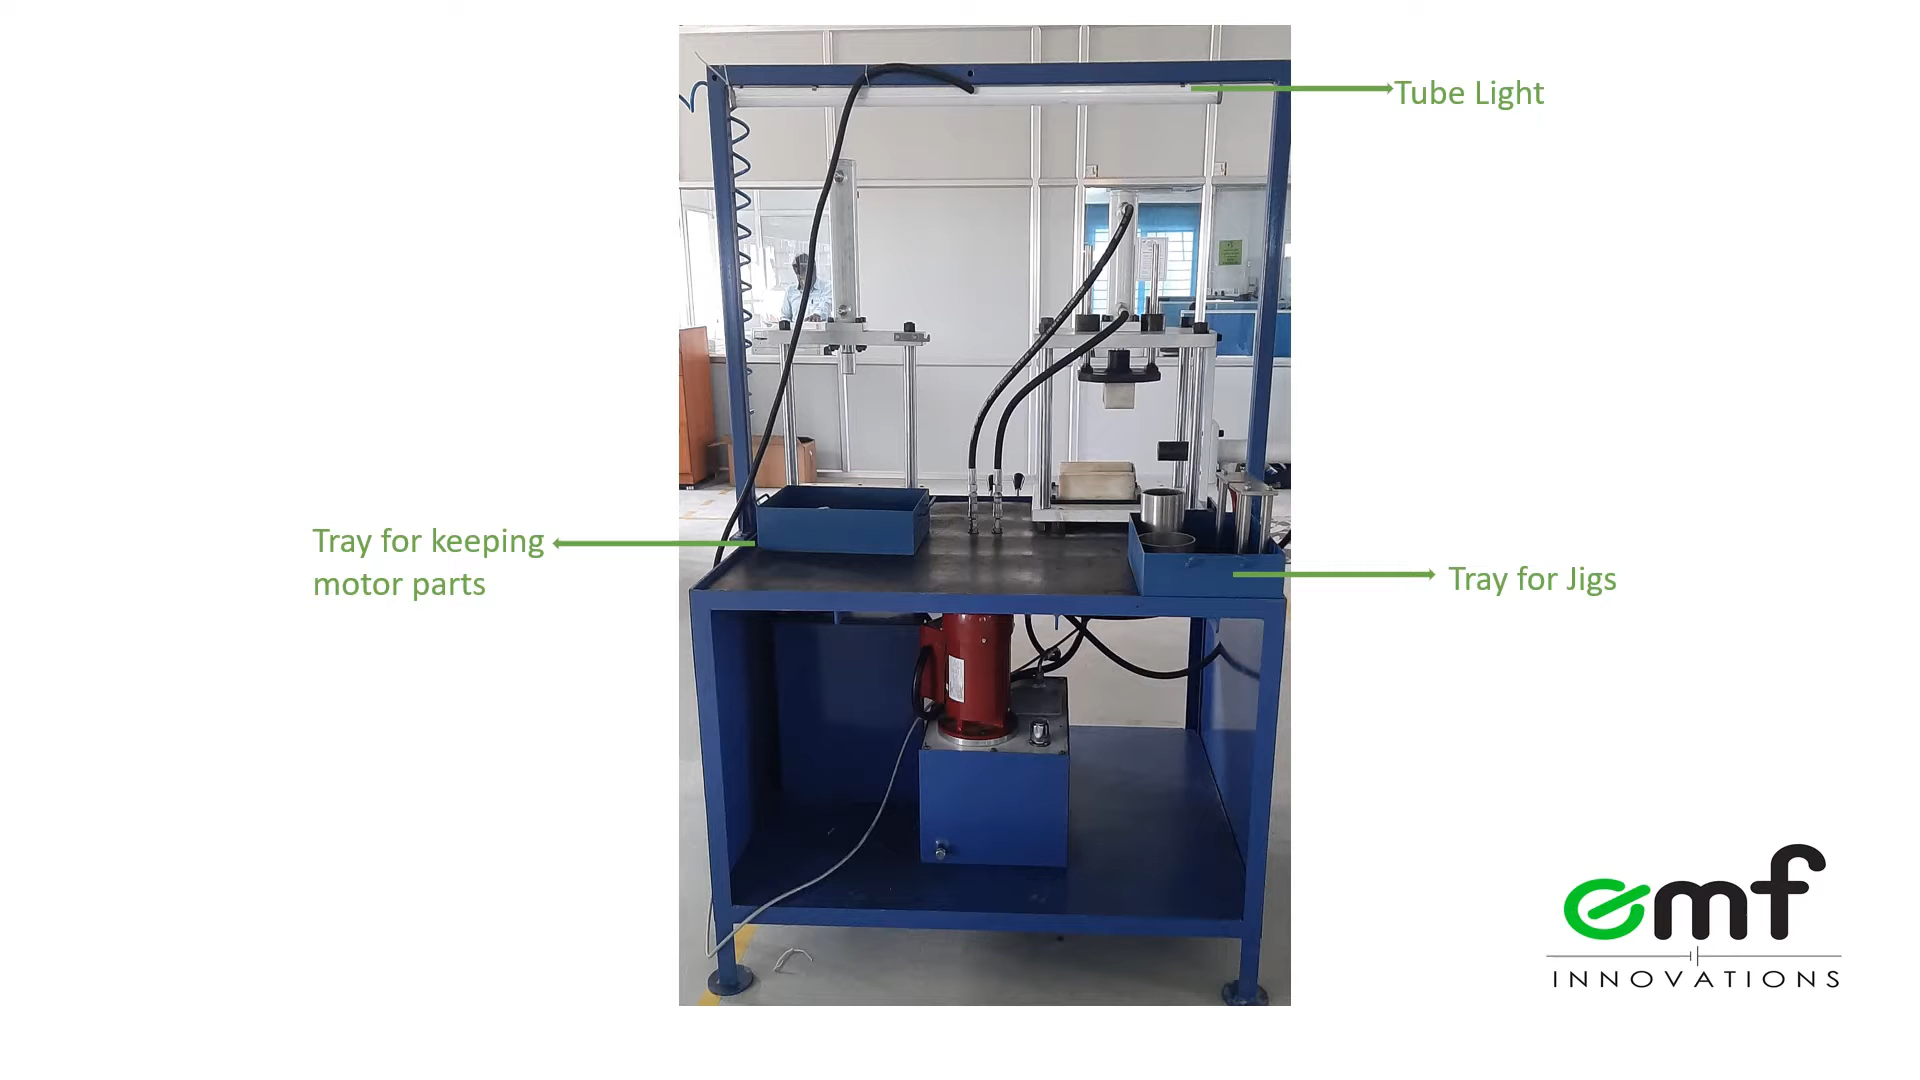 Tube Light
Tray for keeping
motor parts
Tray for Jigs
emf
INNOVATIONS